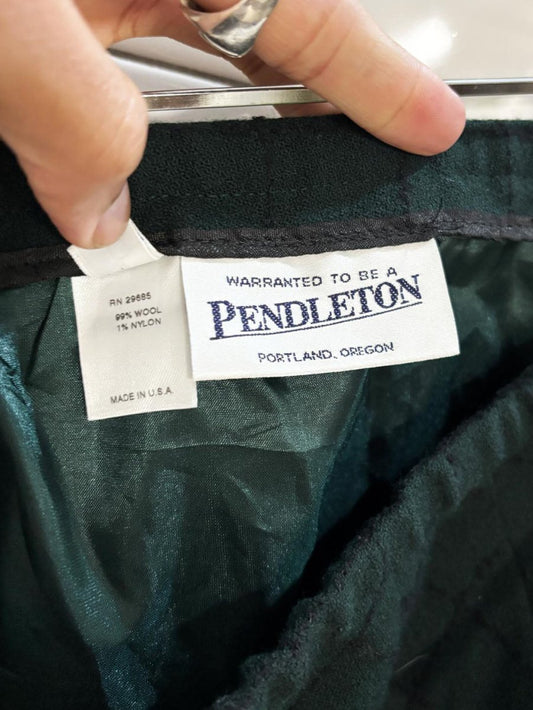 RN 29685
99% WOOL
1% NYLON
MADE IN U.S.A.
WARRANTED TO BE A
PENDLETON
PORTLAND, OREGON